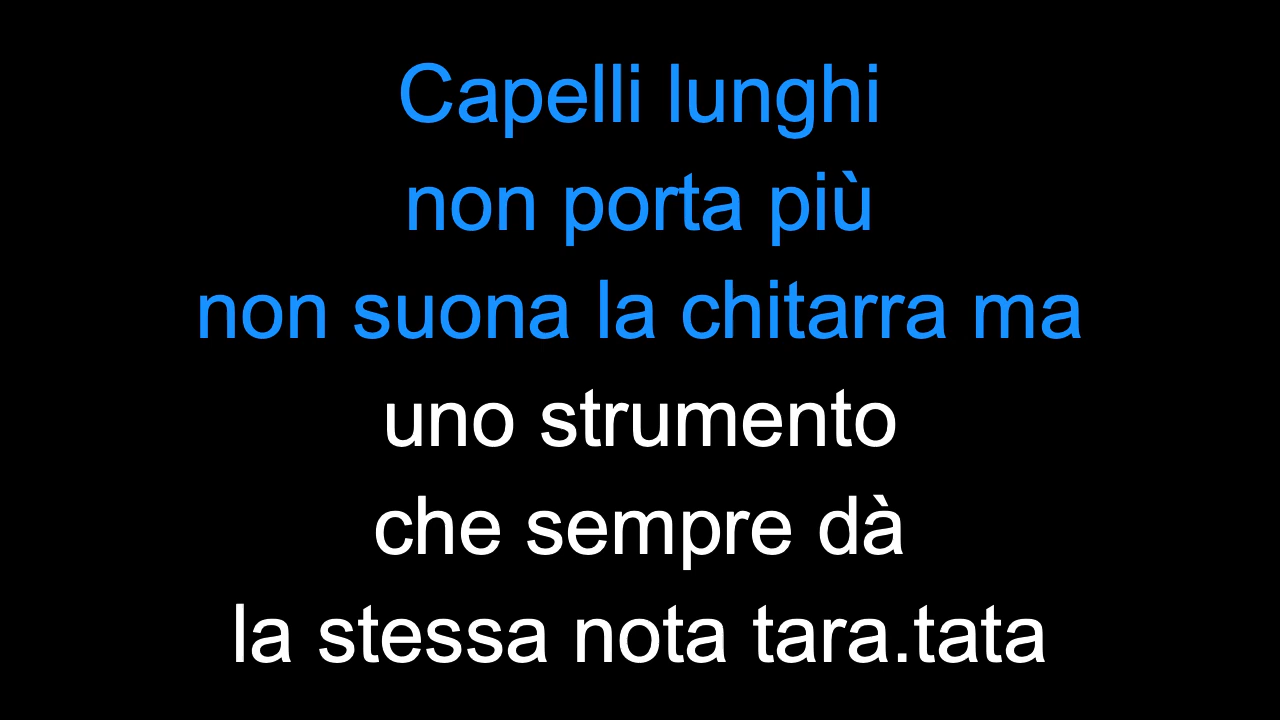 Capelli lunghi
non porta più
non suona la chitarra ma
uno strumento
che sempre dà
la stessa nota tara.tata